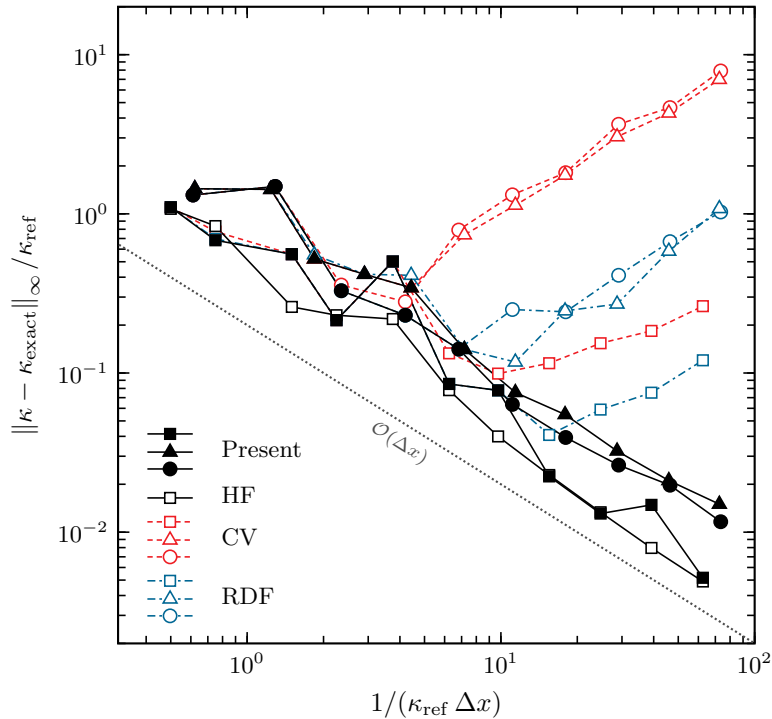 10^1
10^0
10^{-1}
10^{-2}
‖κ − κ_exact‖_∞ / κ_ref
Present
HF
CV
RDF
𝒪(Δx)
10^0
10^1
10^2
1/(κ_ref Δx)